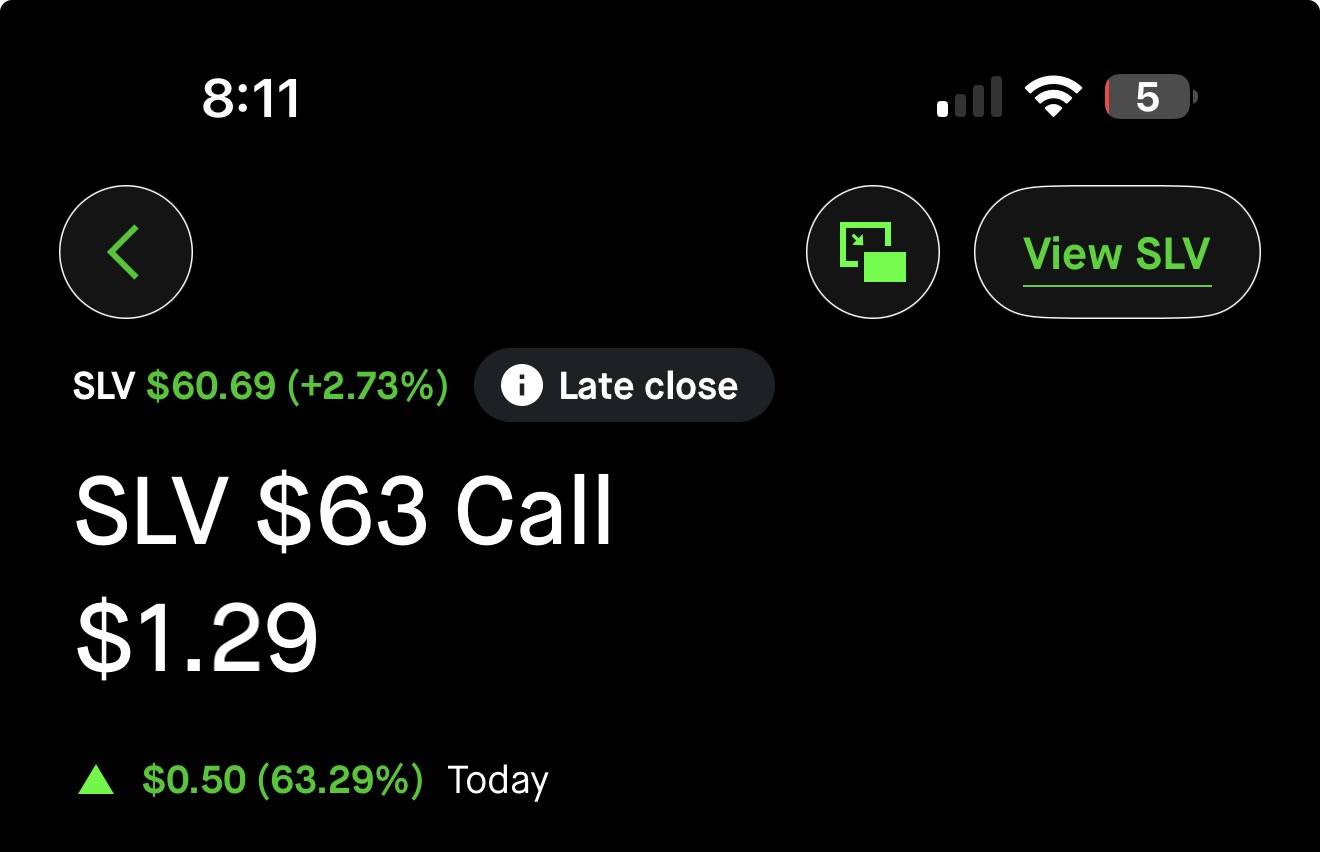 8:11 5
View SLV
SLV $60.69 (+2.73%) Late close
SLV $63 Call
$1.29
$0.50 (63.29%) Today